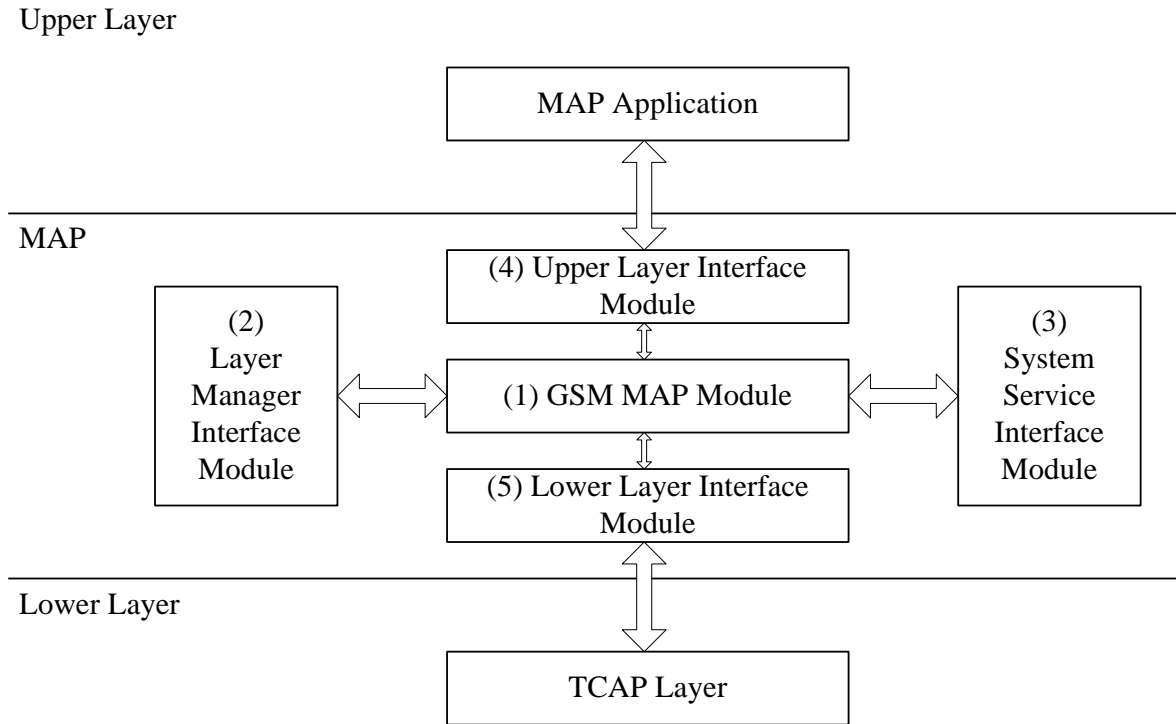 Upper Layer
MAP Application
MAP
(4) Upper Layer Interface
Module
(2)
Layer
Manager
Interface
Module
(1) GSM MAP Module
(3)
System
Service
Interface
Module
(5) Lower Layer Interface
Module
Lower Layer
TCAP Layer